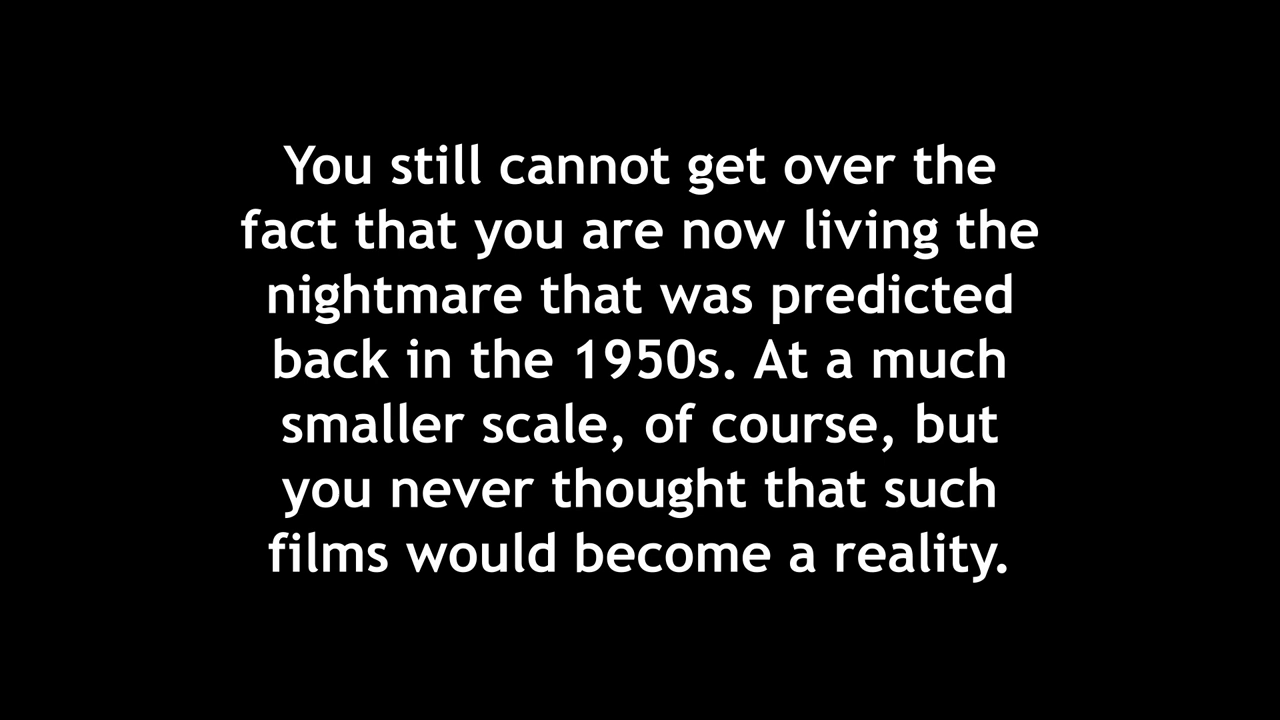 You still cannot get over the
fact that you are now living the
nightmare that was predicted
back in the 1950s. At a much
smaller scale, of course, but
you never thought that such
films would become a reality.